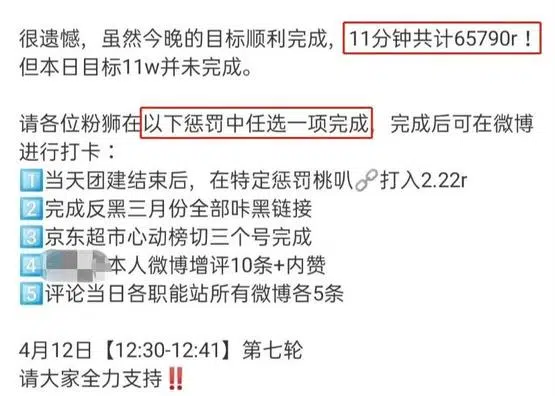 很遗憾，虽然今晚的目标顺利完成，11分钟共计65790r！
但本日目标11w并未完成。
请各位粉狮在以下惩罚中任选一项完成，完成后可在微博
进行打卡：
1️⃣当天团建结束后，在特定惩罚桃叭🔗打入2.22r
2️⃣完成反黑三月份全部咔黑链接
3️⃣京东超市心动榜切三个号完成
4️⃣本人微博增评10条+内赞
5️⃣评论当日各职能站所有微博各5条
4月12日【12:30-12:41】第七轮
请大家全力支持‼️